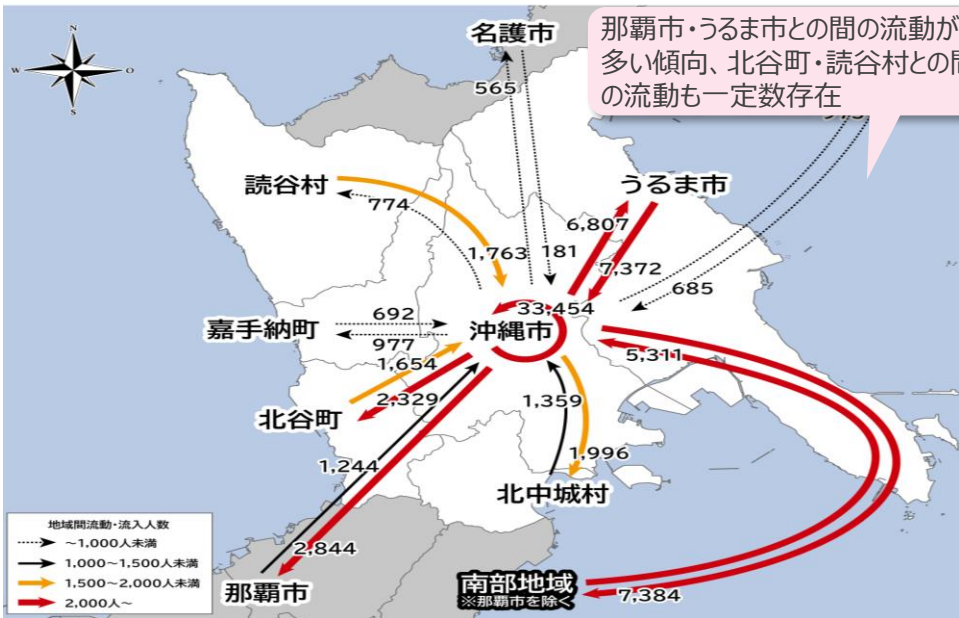 那覇市・うるま市との間の流動が
多い傾向、北谷町・読谷村との間
の流動も一定数存在
名護市
565
N
W
O
S
読谷村
774
うるま市
6,807
1,763
181
7,372
685
33,454
嘉手納町
692
977
沖縄市
5,311
1,654
2,329
北谷町
1,359
1,996
1,244
北中城村
2,844
那覇市
南部地域
※那覇市を除く
7,384
地域間流動・流入人数
～1,000人未満
1,000～1,500人未満
1,500～2,000人未満
2,000人～